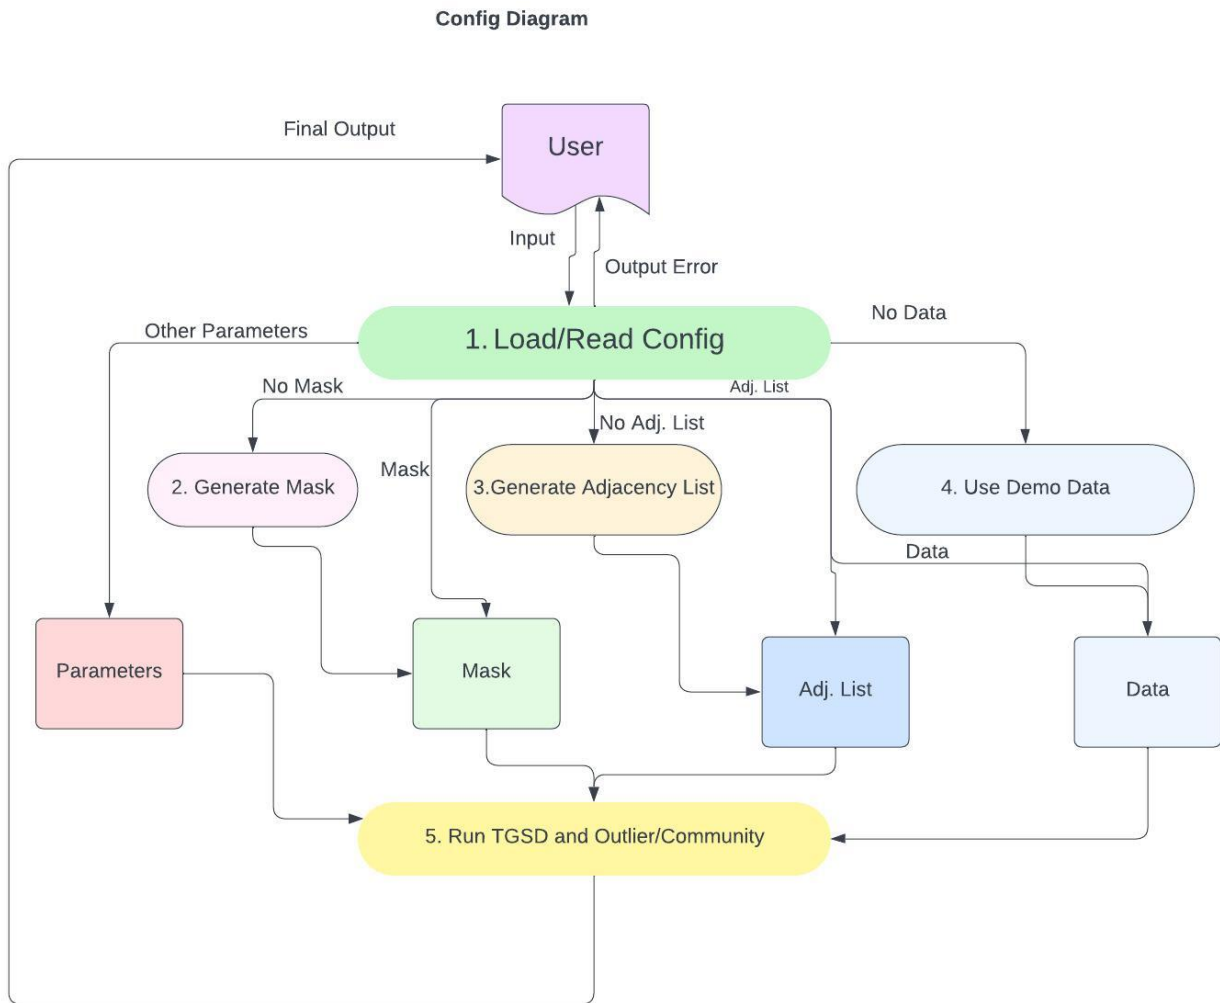 Config Diagram
Final Output
User
Input
Output Error
No Data
Other Parameters
1. Load/Read Config
No Mask
Adj. List
No Adj. List
Mask
2. Generate Mask
3.Generate Adjacency List
4. Use Demo Data
Data
Parameters
Mask
Adj. List
Data
5. Run TGSD and Outlier/Community